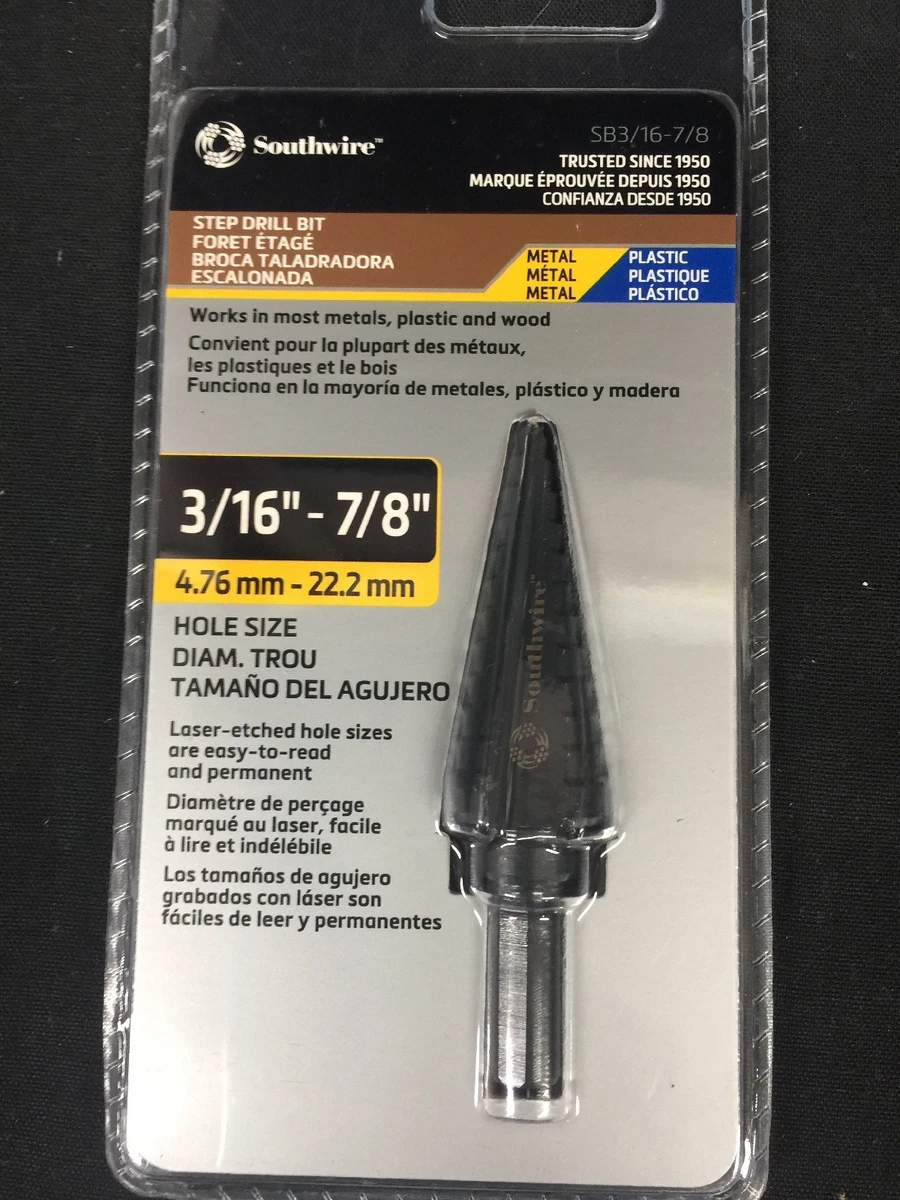 Southwire™
SB3/16-7/8
TRUSTED SINCE 1950
MARQUE ÉPROUVÉE DEPUIS 1950
CONFIANZA DESDE 1950
STEP DRILL BIT
FORET ÉTAGÉ
BROCA TALADRADORA
ESCALONADA
METAL
MÉTAL
METAL
PLASTIC
PLASTIQUE
PLÁSTICO
Works in most metals, plastic and wood
Convient pour la plupart des métaux,
les plastiques et le bois
Funciona en la mayoría de metales, plástico y madera
3/16" - 7/8"
4.76 mm - 22.2 mm
HOLE SIZE
DIAM. TROU
TAMAÑO DEL AGUJERO
Laser-etched hole sizes
are easy-to-read
and permanent
Diamètre de perçage
marqué au laser, facile
à lire et indélébile
Los tamaños de agujero
grabados con láser son
fáciles de leer y permanentes
Southwire™